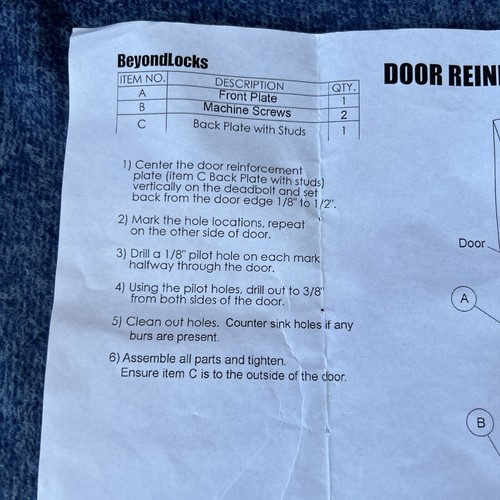 BeyondLocks
DOOR REIN
ITEM NO. DESCRIPTION QTY.
A Front Plate 1
B Machine Screws 2
C Back Plate with Studs 1
1) Center the door reinforcement
plate (item C Back Plate with studs)
vertically on the deadbolt and set
back from the door edge 1/8" to 1/2".
2) Mark the hole locations, repeat
on the other side of door.
3) Drill a 1/8" pilot hole on each mark
halfway through the door.
4) Using the pilot holes, drill out to 3/8"
from both sides of the door.
5) Clean out holes. Counter sink holes if any
burs are present.
6) Assemble all parts and tighten.
Ensure item C is to the outside of the door.
Door
A
B